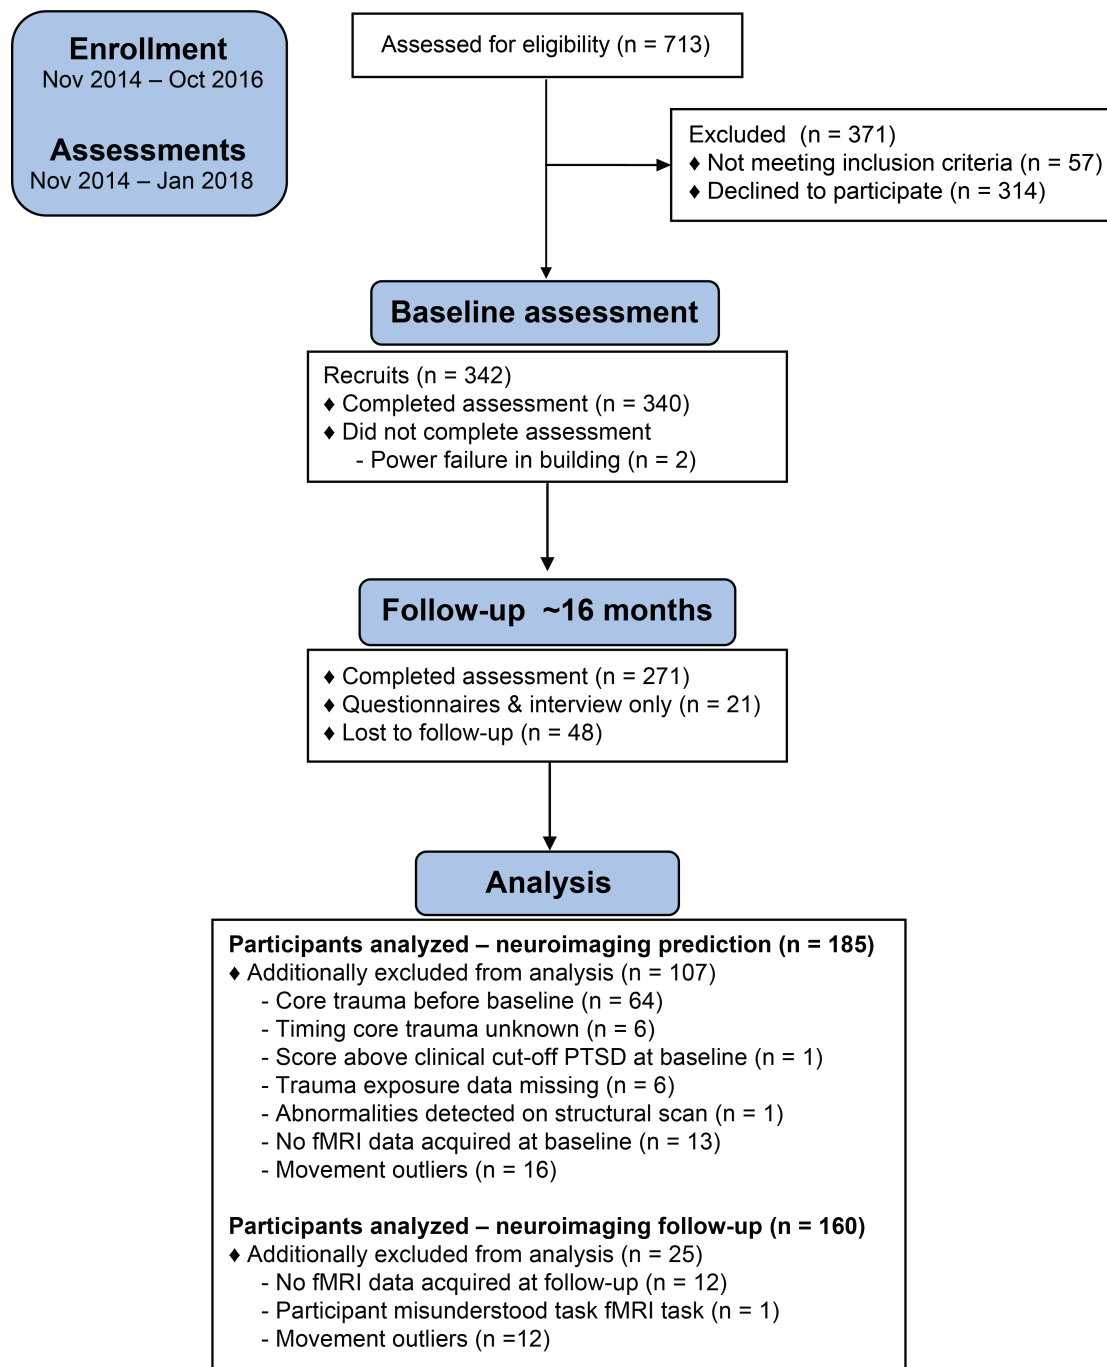 Enrollment
Nov 2014 – Oct 2016
Assessments
Nov 2014 – Jan 2018
Assessed for eligibility (n = 713)
Excluded (n = 371)
♦ Not meeting inclusion criteria (n = 57)
♦ Declined to participate (n = 314)
Baseline assessment
Recruits (n = 342)
♦ Completed assessment (n = 340)
♦ Did not complete assessment
- Power failure in building (n = 2)
Follow-up ~16 months
♦ Completed assessment (n = 271)
♦ Questionnaires & interview only (n = 21)
♦ Lost to follow-up (n = 48)
Analysis
Participants analyzed – neuroimaging prediction (n = 185)
♦ Additionally excluded from analysis (n = 107)
- Core trauma before baseline (n = 64)
- Timing core trauma unknown (n = 6)
- Score above clinical cut-off PTSD at baseline (n = 1)
- Trauma exposure data missing (n = 6)
- Abnormalities detected on structural scan (n = 1)
- No fMRI data acquired at baseline (n = 13)
- Movement outliers (n = 16)
Participants analyzed – neuroimaging follow-up (n = 160)
♦ Additionally excluded from analysis (n = 25)
- No fMRI data acquired at follow-up (n = 12)
- Participant misunderstood task fMRI task (n = 1)
- Movement outliers (n =12)